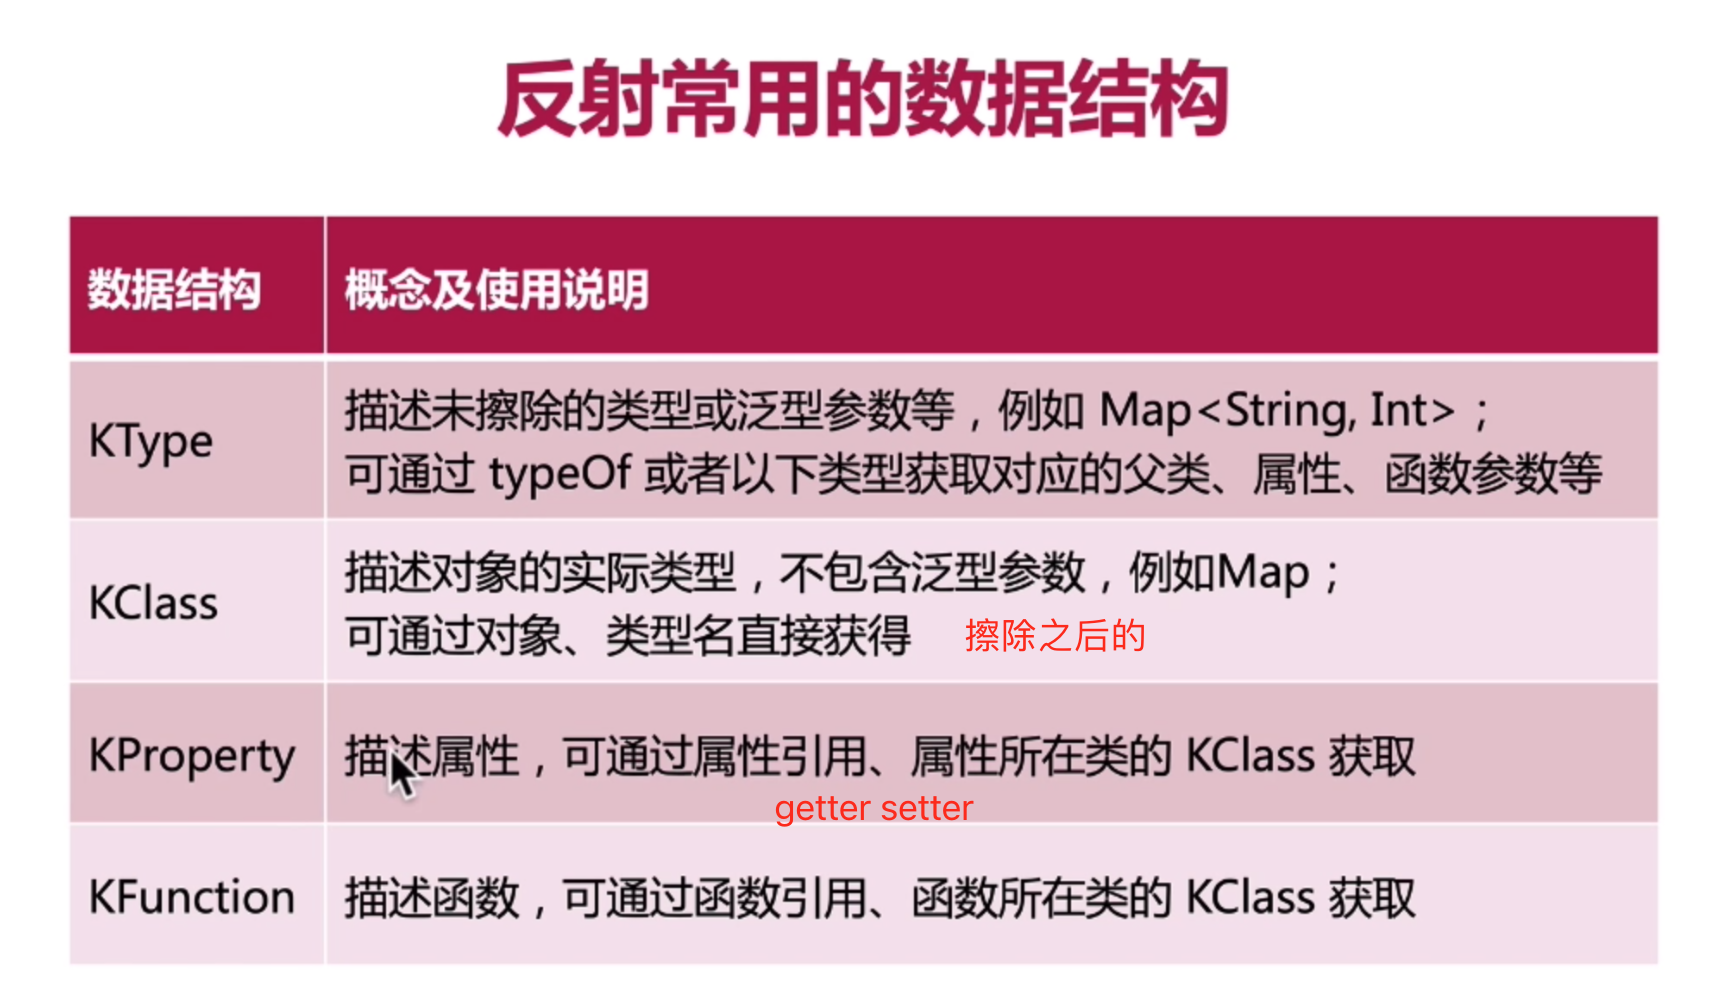 反射常用的数据结构
数据结构
概念及使用说明
KType
描述未擦除的类型或泛型参数等，例如 Map<String, Int>；
可通过 typeOf 或者以下类型获取对应的父类、属性、函数参数等
KClass
描述对象的实际类型，不包含泛型参数，例如Map；
可通过对象、类型名直接获得
擦除之后的
KProperty
描述属性，可通过属性引用、属性所在类的 KClass 获取
getter setter
KFunction
描述函数，可通过函数引用、函数所在类的 KClass 获取